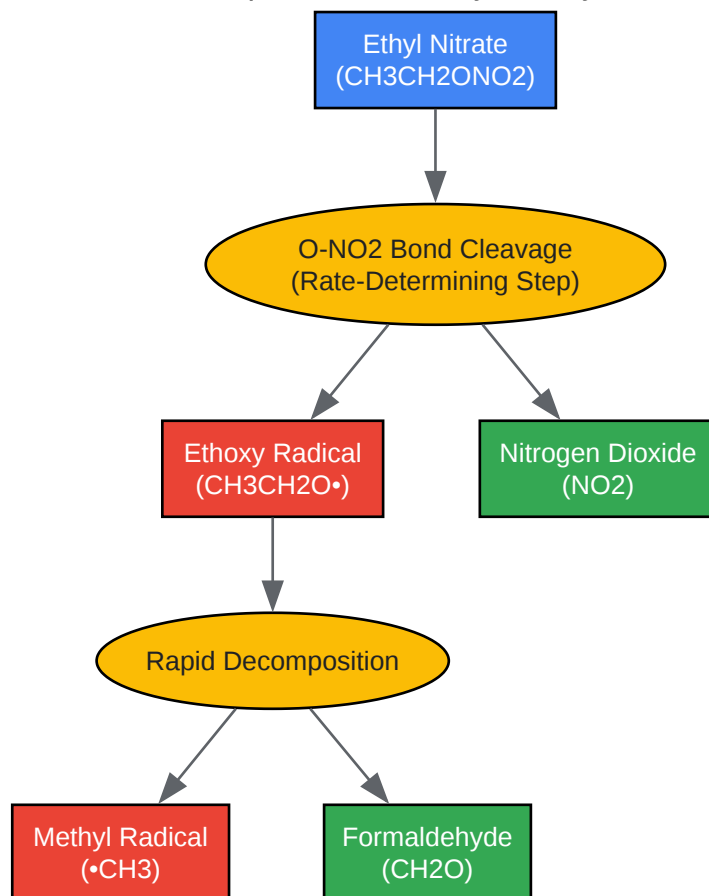 Ethyl Nitrate
(CH3CH2ONO2)
O-NO2 Bond Cleavage
(Rate-Determining Step)
Ethoxy Radical
(CH3CH2O•)
Nitrogen Dioxide
(NO2)
Rapid Decomposition
Methyl Radical
(•CH3)
Formaldehyde
(CH2O)